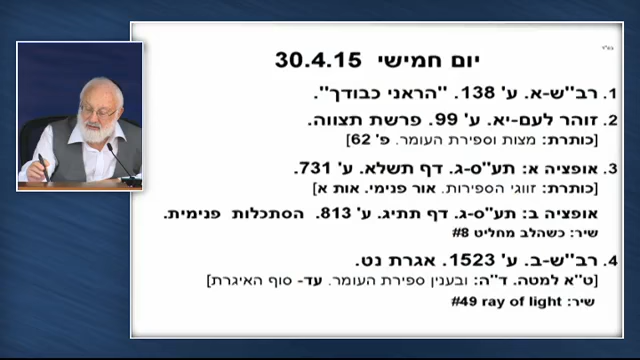 בס"ד
יום חמישי 30.4.15
1. רב"ש-א. ע' 138. "הראני כבודך".
2. זוהר לעם-יא. ע' 99. פרשת תצווה.
[כותרת: מצות וספירת העומר. פ' 62]
3. אופציה א: תע"ס-ג. דף תשלא. ע' 731.
[כותרת: זווגי הספירות. אור פנימי. אות א]
אופציה ב: תע"ס-ג. דף תתיג. ע' 813. הסתכלות פנימית.
שיר: כשהלב מחליט #8
4. רב"ש-ב. ע' 1523. אגרת נט.
[ט"א למטה. ד"ה: ובענין ספירת העומר. עד- סוף האיגרת]
שיר: ray of light #49